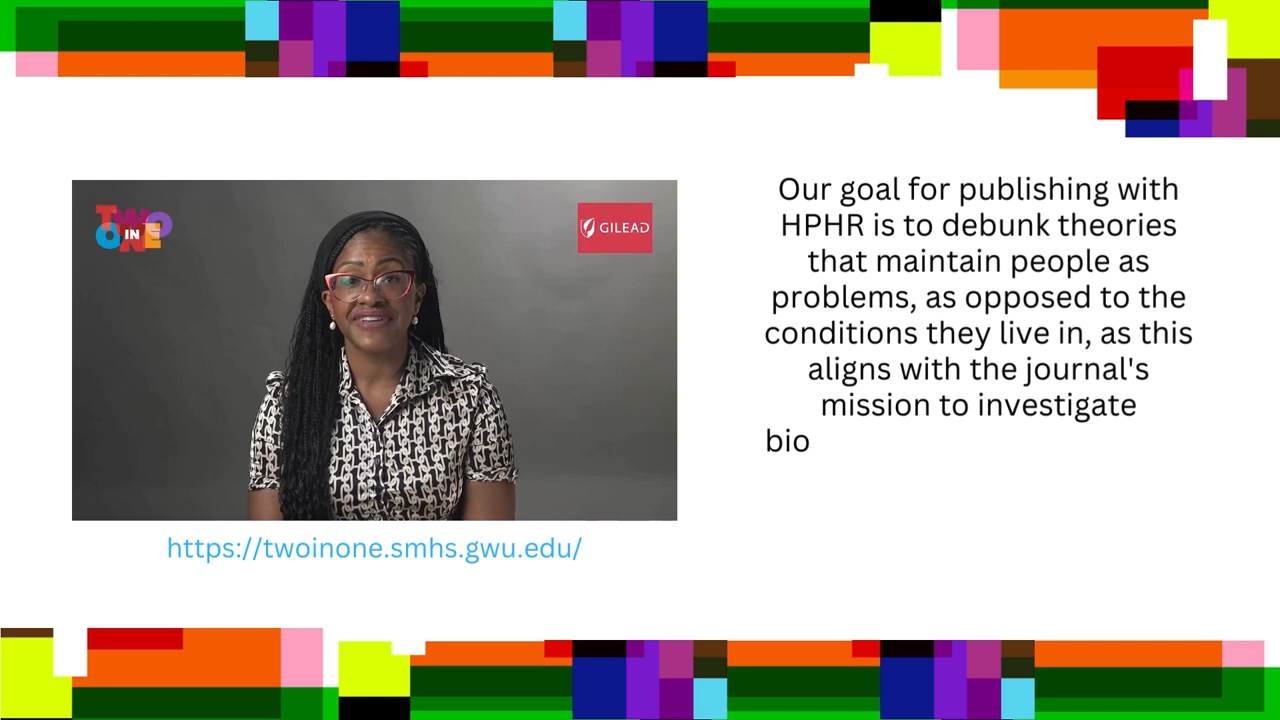 TWO
IN
ONE
GILEAD
https://twoinone.smhs.gwu.edu/
Our goal for publishing with
HPHR is to debunk theories
that maintain people as
problems, as opposed to the
conditions they live in, as this
aligns with the journal's
mission to investigate
bio